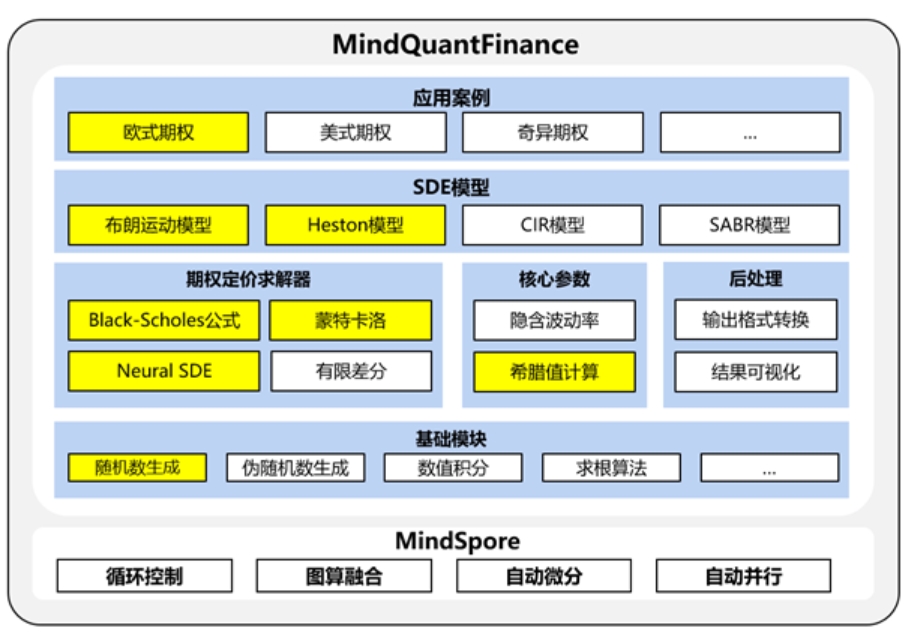 MindQuantFinance
应用案例
欧式期权 美式期权 奇异期权 ...
SDE模型
布朗运动模型 Heston模型 CIR模型 SABR模型
期权定价求解器 核心参数 后处理
Black-Scholes公式 蒙特卡洛 隐含波动率 输出格式转换
Neural SDE 有限差分 希腊值计算 结果可视化
基础模块
随机数生成 伪随机数生成 数值积分 求根算法 ...
MindSpore
循环控制 图算融合 自动微分 自动并行